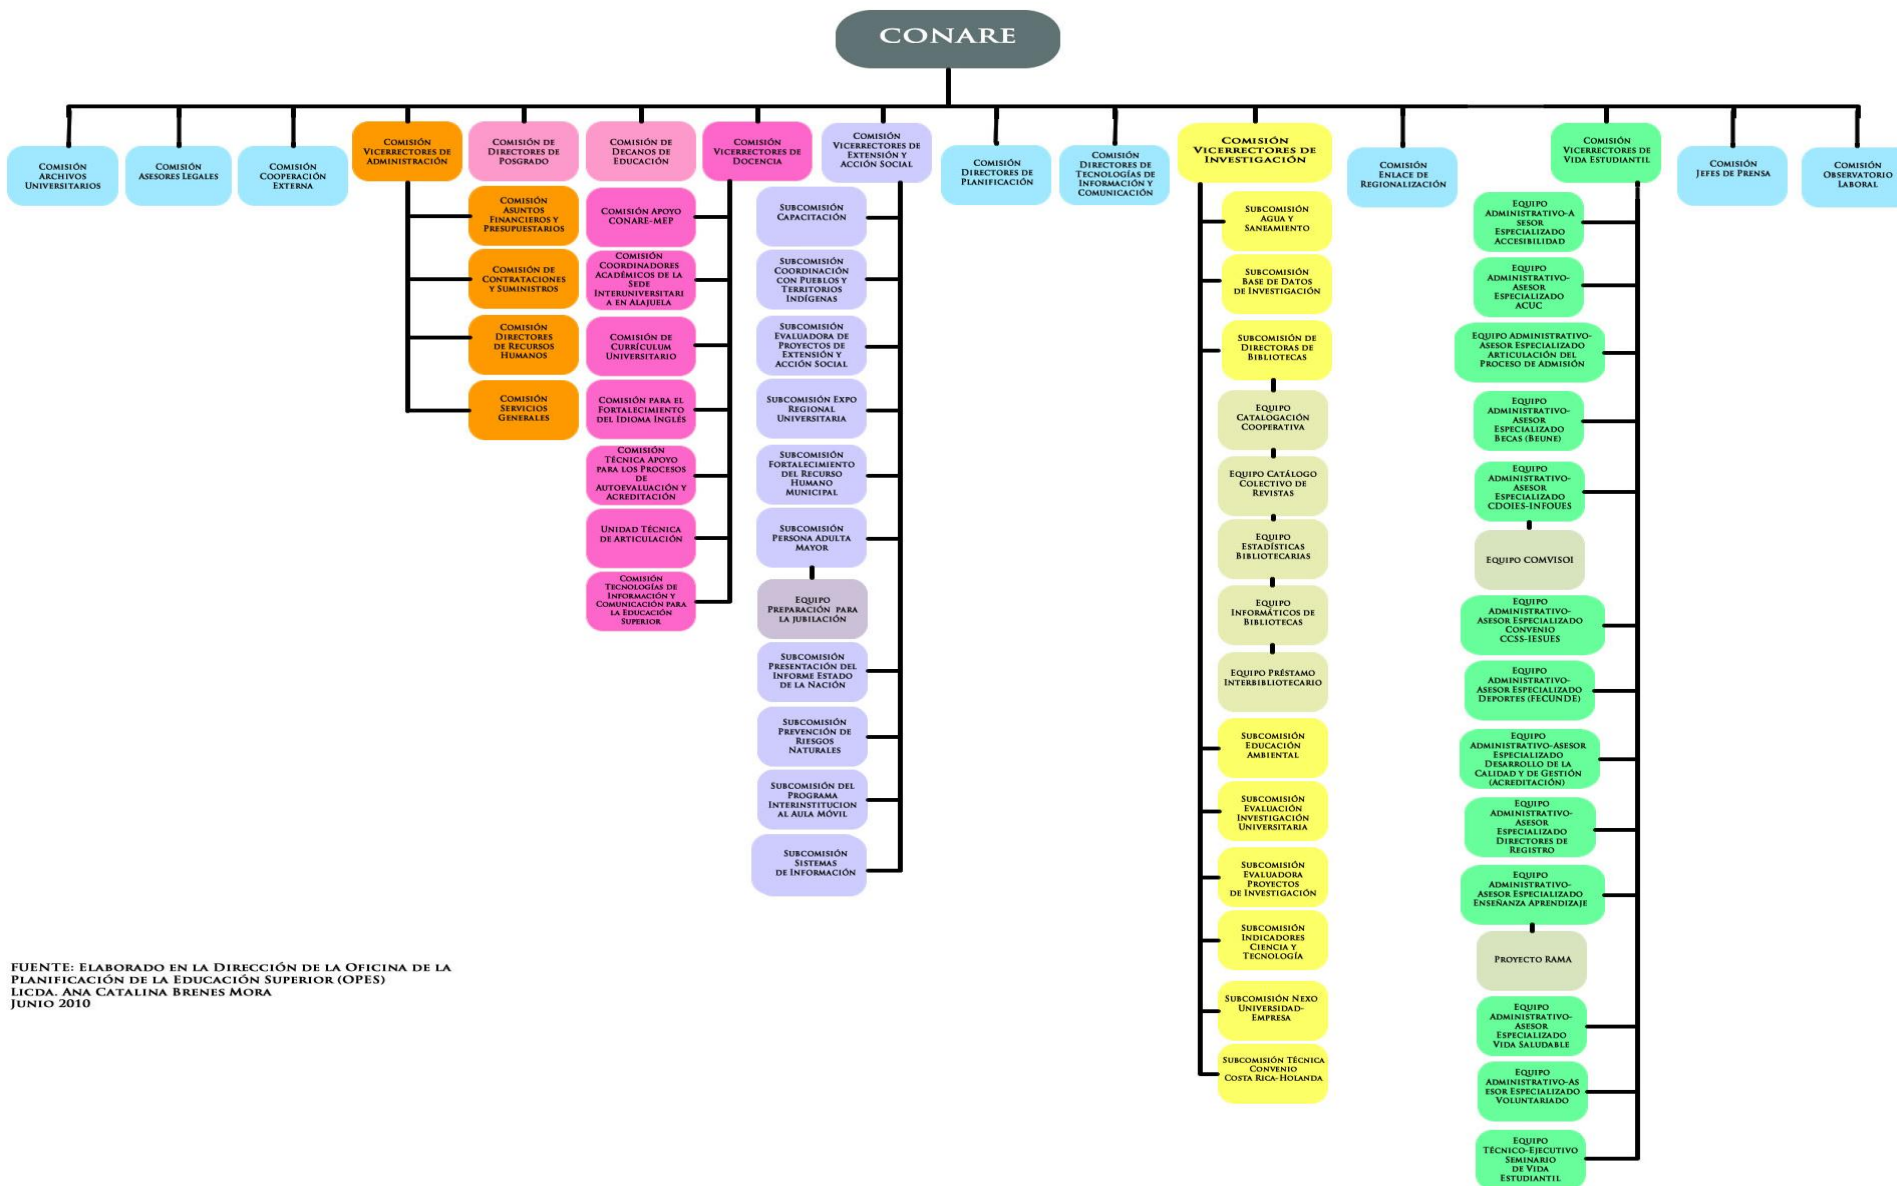 CONARE
Comisión
Archivos
Universitarios
Comisión
Asesores Legales
Comisión
Cooperación
Externa
Comisión
Vicerrectores de
Administración
Comisión de
Directores de
Posgrado
Comisión de
Decanos de
Educación
Comisión
Vicerrectores de
Docencia
Comisión
Vicerrectores de
Extensión y
Acción Social
Comisión
Directores de
Planificación
Comisión
Directores de
Tecnologías de
Información y
Comunicación
Comisión
Vicerrectores de
Investigación
Comisión
Enlace de
Regionalización
Comisión
Vicerrectores de
Vida Estudiantil
Comisión
Jefes de Prensa
Comisión
Observatorio
Laboral
Comisión
Asuntos
Financieros y
Presupuestarios
Comisión de
Contrataciones
y Suministros
Comisión
Directores
de Recursos
Humanos
Comisión
Servicios
Generales
Comisión Apoyo
CONARE-MEP
Comisión
Coordinadores
Académicos de la
Sede
Interuniversitari
a en Alajuela
Comisión de
Currículum
Universitario
Comisión para el
Fortalecimiento
del Idioma Inglés
Comisión
Técnica Apoyo
para los Procesos
de
Autoevaluación y
Acreditación
Unidad Técnica
de Articulación
Comisión
Tecnologías de
Información y
Comunicación para
la Educación
Superior
Subcomisión
Capacitación
Subcomisión
Coordinación
con Pueblos y
Territorios
Indígenas
Subcomisión
Evaluadora de
Proyectos de
Extensión y
Acción Social
Subcomisión Expo
Regional
Universitaria
Subcomisión
Fortalecimiento
del Recurso
Humano
Municipal
Subcomisión
Persona Adulta
Mayor
Equipo
Preparación para
la jubilación
Subcomisión
Presentación del
Informe Estado
de la Nación
Subcomisión
Prevención de
Riesgos
Naturales
Subcomisión del
Programa
Interinstitucion
al Aula Móvil
Subcomisión
Sistemas
de Información
Subcomisión
Agua y
Saneamiento
Subcomisión
Base de Datos
de Investigación
Subcomisión de
Directoras de
Bibliotecas
Equipo
Catalogación
Cooperativa
Equipo Catálogo
Colectivo
de Revistas
Equipo
Estadísticas
Bibliotecarias
Equipo
Informáticos de
Bibliotecas
Equipo Préstamo
Interbibliotecario
Subcomisión
Educación
Ambiental
Subcomisión
Evaluación
Investigación
Universitaria
Subcomisión
Evaluadora
Proyectos
de Investigación
Subcomisión
Indicadores
Ciencia y
Tecnología
Subcomisión Nexo
Universidad-
Empresa
Subcomisión Técnica
Convenio
Costa Rica-Holanda
Equipo
Administrativo-A
sesor
Especializado
Accesibilidad
Equipo
Administrativo-
Asesor
Especializado
ACUC
Equipo Administrativo-
Asesor Especializado
Articulación del
Proceso de Admisión
Equipo
Administrativo-
Asesor
Especializado
Becas (Beune)
Equipo
Administrativo-
Asesor
Especializado
CDOIES-INFOUES
Equipo COMVISOI
Equipo
Administrativo-
Asesor Especializado
Convenio
CCSS-IESUES
Equipo
Administrativo-
Asesor Especializado
Deportes (FECUNDE)
Equipo
Administrativo-Asesor
Especializado
Desarrollo de la
Calidad y de Gestión
(Acreditación)
Equipo
Administrativo-
Asesor
Especializado
Directores de
Registro
Equipo
Administrativo-
Asesor Especializado
Enseñanza Aprendizaje
Proyecto RAMA
Equipo
Administrativo-
Asesor
Especializado
Vida Saludable
Equipo
Administrativo-As
esor Especializado
Voluntariado
Equipo
Técnico-Ejecutivo
Seminario
de Vida
Estudiantil
FUENTE: Elaborado en la Dirección de la Oficina de la
Planificación de la Educación Superior (OPES)
Licda. Ana Catalina Brenes Mora
Junio 2010